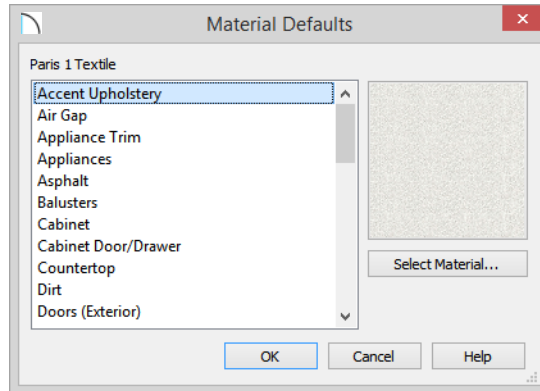 Material Defaults
Paris 1 Textile
Accent Upholstery
Air Gap
Appliance Trim
Appliances
Asphalt
Balusters
Cabinet
Cabinet Door/Drawer
Countertop
Dirt
Doors (Exterior)
Select Material...
OK
Cancel
Help